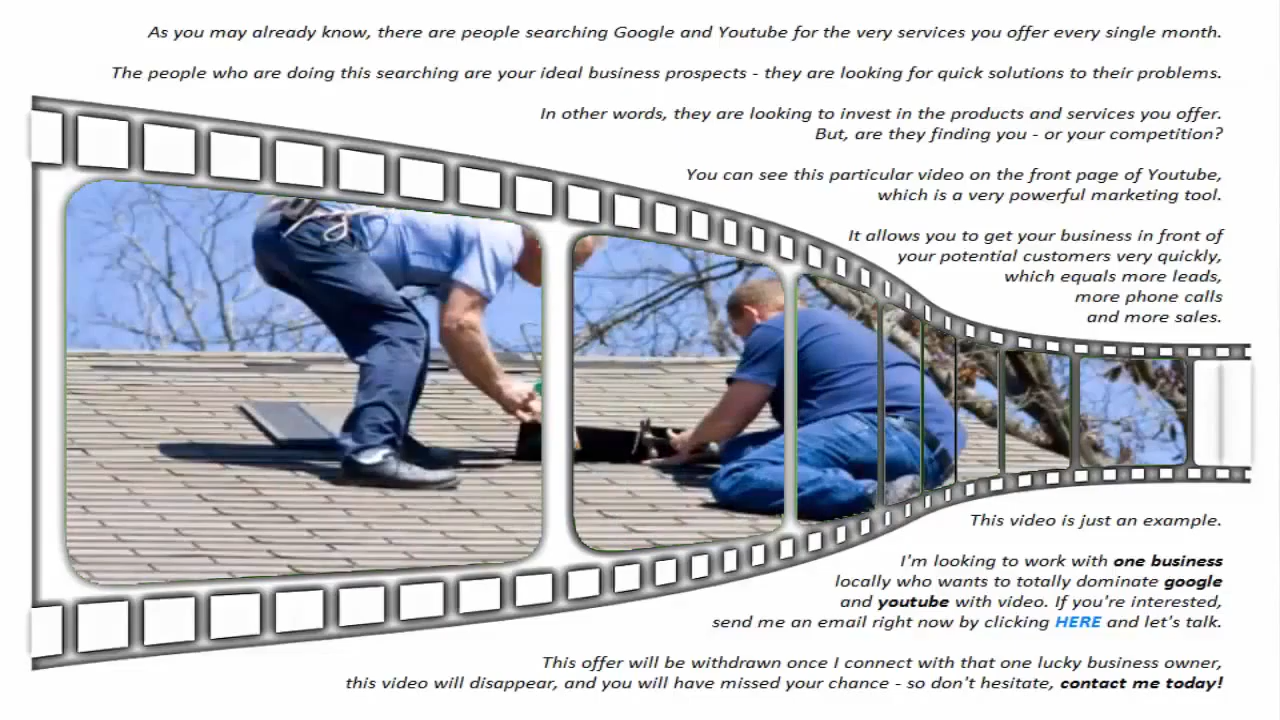 As you may already know, there are people searching Google and Youtube for the very services you offer every single month.
The people who are doing this searching are your ideal business prospects - they are looking for quick solutions to their problems.
In other words, they are looking to invest in the products and services you offer.
But, are they finding you - or your competition?
You can see this particular video on the front page of Youtube,
which is a very powerful marketing tool.
It allows you to get your business in front of
your potential customers very quickly,
which equals more leads,
more phone calls
and more sales.
This video is just an example.
I'm looking to work with one business
locally who wants to totally dominate google
and youtube with video. If you're interested,
send me an email right now by clicking HERE and let's talk.
This offer will be withdrawn once I connect with that one lucky business owner,
this video will disappear, and you will have missed your chance - so don't hesitate, contact me today!